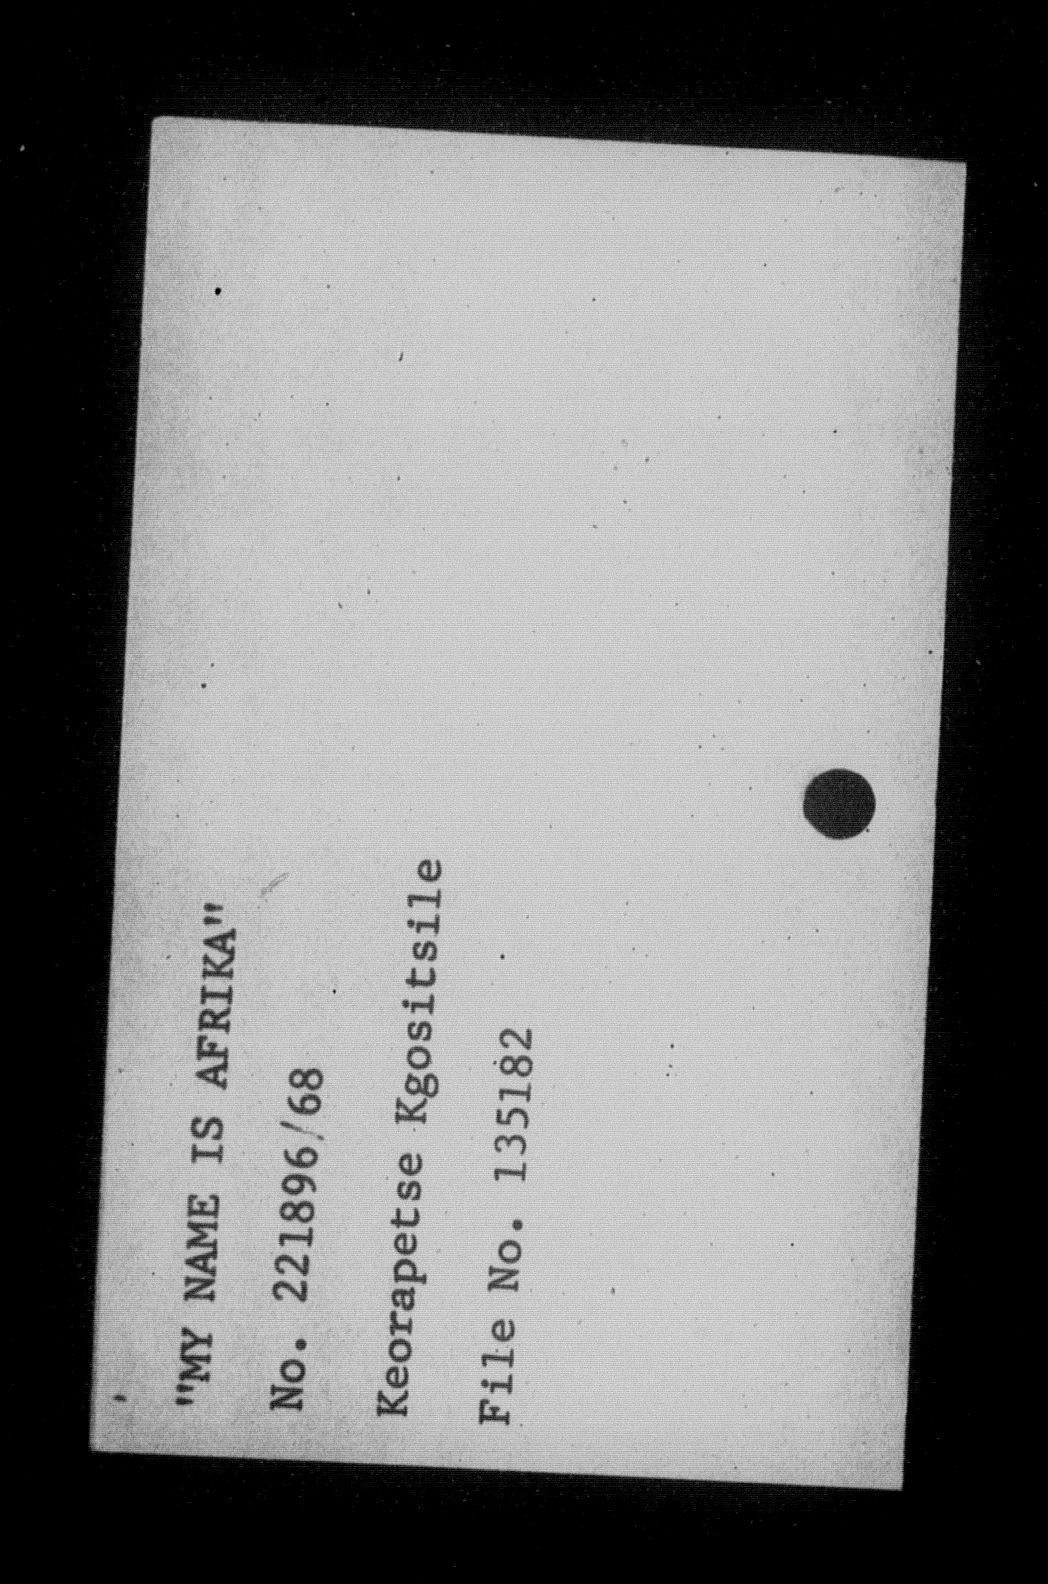 "MY NAME IS AFRIKA"
No. 221896/68
Keorapetse Kgositsile
File No. 135182